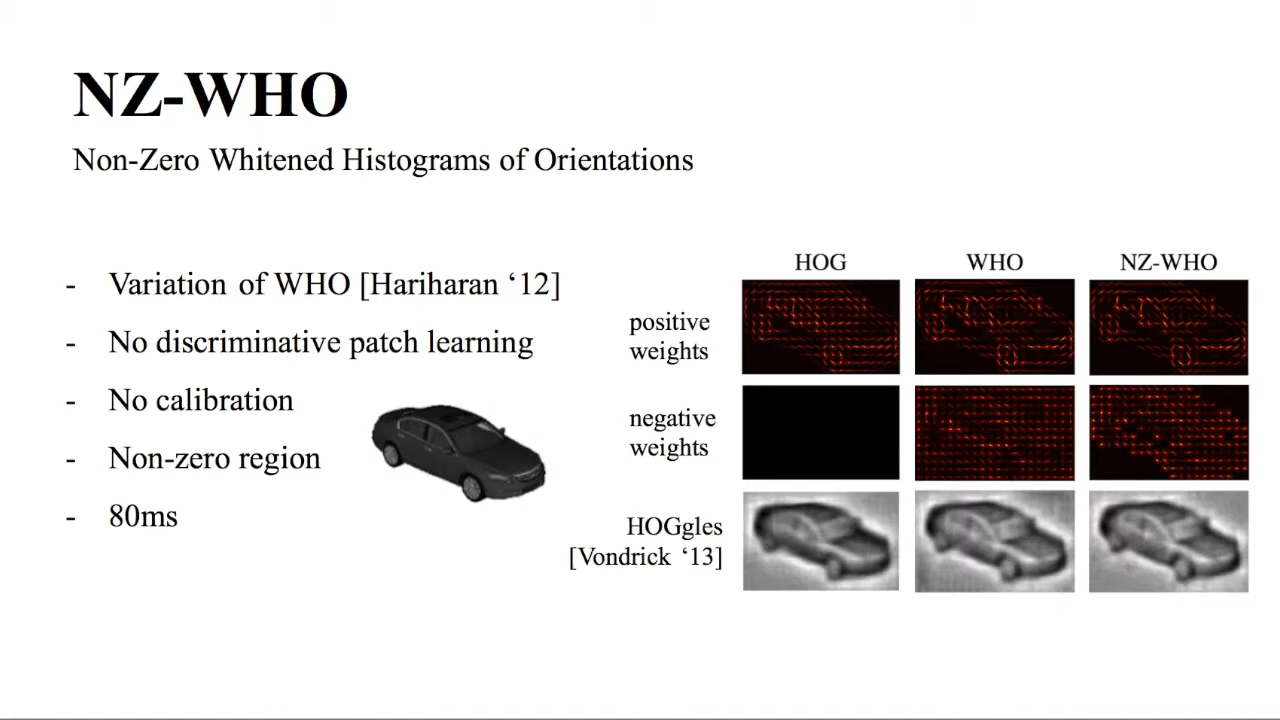 NZ-WHO
Non-Zero Whitened Histograms of Orientations
- Variation of WHO [Hariharan ‘12]
- No discriminative patch learning
- No calibration
- Non-zero region
- 80ms
HOG WHO NZ-WHO
positive
weights
negative
weights
HOGgles
[Vondrick ‘13]